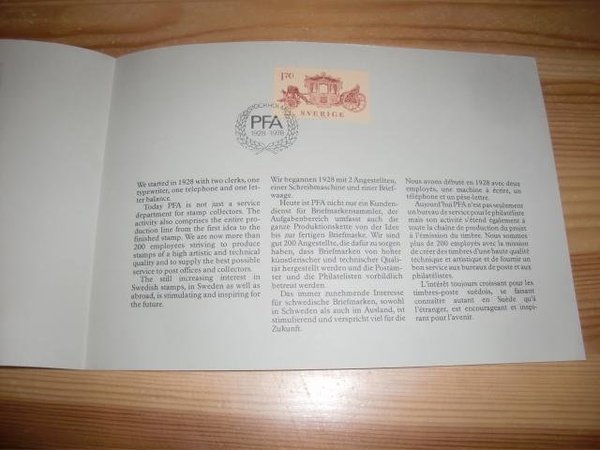 1.70
SVERIGE
STOCKHOLM
PFA
1928-1978
We started in 1928 with two clerks, one
typewriter, one telephone and one let-
ter balance.
Today PFA is not just a service
department for stamp collectors. The
activity also comprises the entire pro-
duction line from the first idea to the
finished stamp. We are now more than
200 employees striving to produce
stamps of a high artistic and technical
quality and to supply the best possible
service to post offices and collectors.
The still increasing interest in
Swedish stamps, in Sweden as well as
abroad, is stimulating and inspiring for
the future.
Wir begannen 1928 mit 2 Angestellten,
einer Schreibmaschine und einer Brief-
waage.
Heute ist PFA nicht nur ein Kunden-
dienst für Briefmarkensammler, der
Aufgabenbereich umfasst auch die
ganze Produktionskette von der Idee
bis zur fertigen Briefmarke. Wir sind
gut 200 Angestellte, die dafür zu sorgen
haben, dass Briefmarken von hoher
künstlerischer und technischer Quali-
tät hergestellt werden und die Postäm-
ter und die Philatelisten vorbildlich
betreut werden.
Das immer zunehmende Interesse
für schwedische Briefmarken, sowohl
in Schweden als auch im Ausland, ist
stimulierend und verspricht viel für die
Zukunft.
Nous avons débuté en 1928 avec deux
employés, une machine à écrire, un
téléphone et un pèse-lettre.
Aujourd'hui PFA n'est pas seulement
un bureau de service pour le philatéliste
mais son activité s'étend également à
toute la chaîne de production du projet
à l'émission du timbre. Nous sommes
plus de 200 employés avec la mission
de créer des timbres d'une haute qualité
technique et artistique et de fournir un
bon service aux bureaux de poste et aux
philatélistes.
L'intérêt toujours croissant pour les
timbres-poste suédois, se faisant
connaître autant en Suède qu'à
l'étranger, est encourageant et inspi-
rant pour l'avenir.